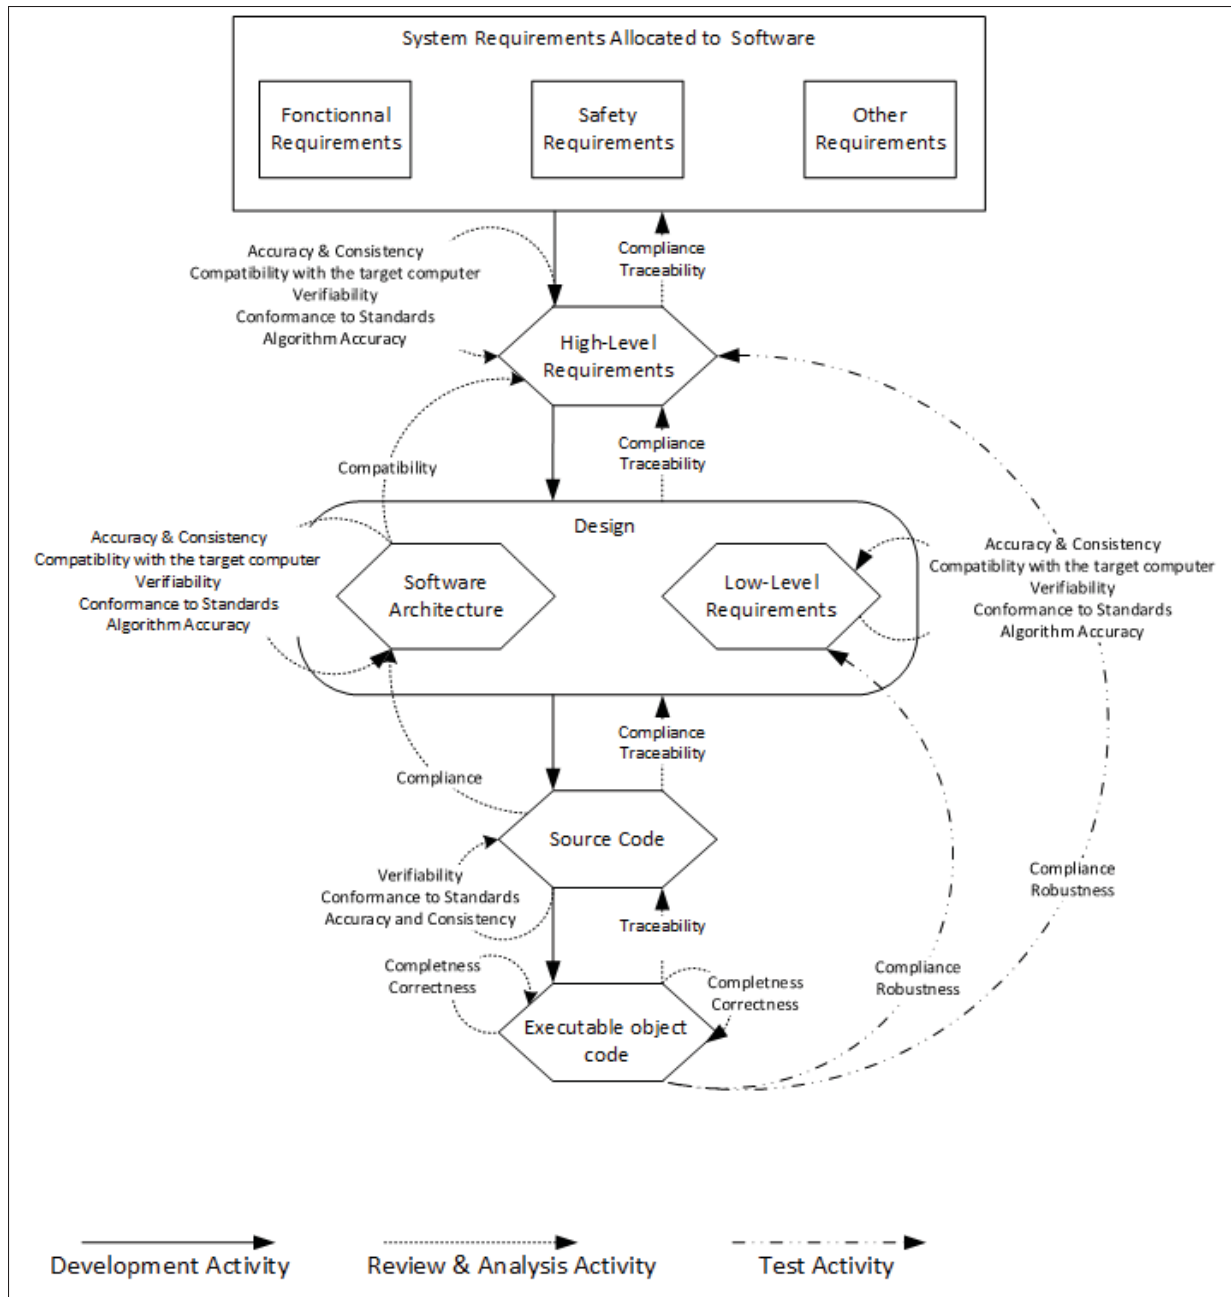 System Requirements Allocated to Software
Fonctionnal
Requirements
Safety
Requirements
Other
Requirements
Accuracy & Consistency
Compatibility with the target computer
Verifiability
Conformance to Standards
Algorithm Accuracy
Compliance
Traceability
High-Level
Requirements
Compatibility
Compliance
Traceability
Design
Accuracy & Consistency
Compatiblity with the target computer
Verifiability
Conformance to Standards
Algorithm Accuracy
Software
Architecture
Low-Level
Requirements
Accuracy & Consistency
Compatiblity with the target computer
Verifiability
Conformance to Standards
Algorithm Accuracy
Compliance
Compliance
Traceability
Source Code
Verifiability
Conformance to Standards
Accuracy and Consistency
Traceability
Compliance
Robustness
Completness
Correctness
Completness
Correctness
Compliance
Robustness
Executable object
code
Development Activity
Review & Analysis Activity
Test Activity